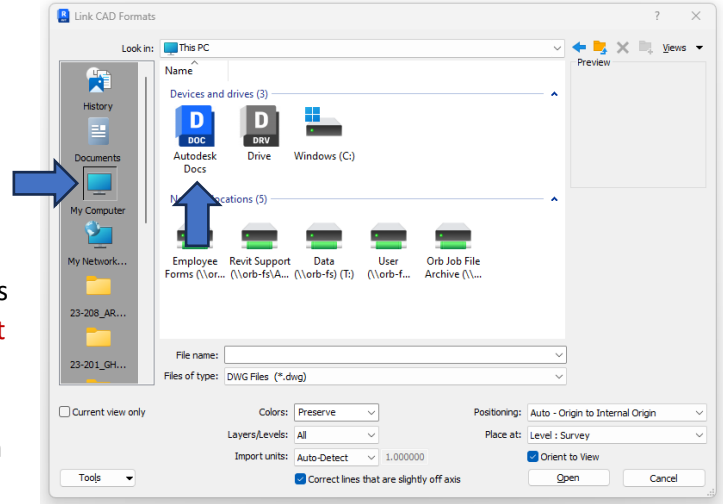 Link CAD Formats
?
Look in:
This PC
Views
Name
Preview
Devices and drives (3)
D
DOC
Autodesk
Docs
D
DRV
Drive
Windows (C:)
ocations (5)
Employee
Forms (\\or...
Revit Support
(\\orb-fs\A...
Data
(\\orb-fs) (T:)
User
(\\orb-f...
Orb Job File
Archive (\\...
History
Documents
My Computer
My Network...
23-208_AR...
23-201_GH...
s
t
File name:
Files of type:
DWG Files (*.dwg)
Current view only
Colors:
Preserve
Positioning:
Auto - Origin to Internal Origin
Layers/Levels:
All
Place at:
Level : Survey
Import units:
Auto-Detect
1.000000
Orient to View
Correct lines that are slightly off axis
Tools
Open
Cancel